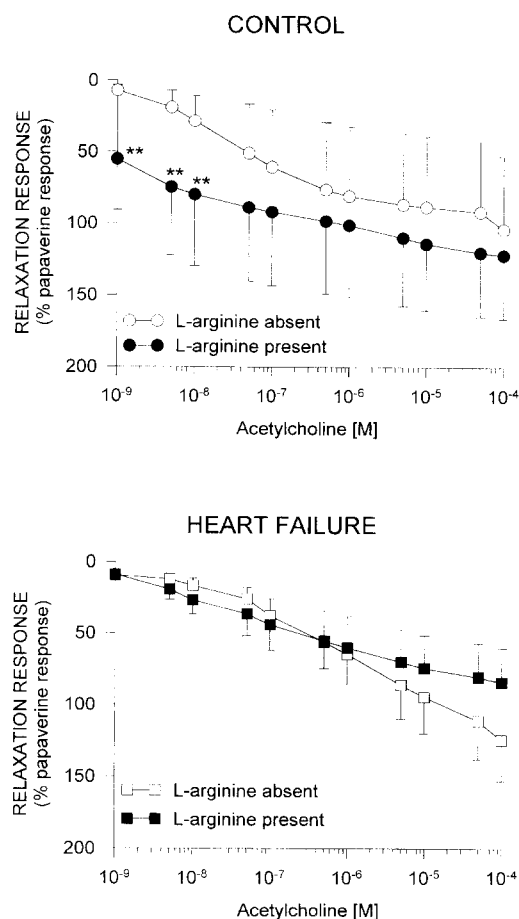 CONTROL
RELAXATION RESPONSE
(% papaverine response)
0
50
100
150
200
**
**
**
L-arginine absent
L-arginine present
10⁻⁹
10⁻⁸
10⁻⁷
10⁻⁶
10⁻⁵
10⁻⁴
Acetylcholine [M]
HEART FAILURE
RELAXATION RESPONSE
(% papaverine response)
0
50
100
150
200
L-arginine absent
L-arginine present
10⁻⁹
10⁻⁸
10⁻⁷
10⁻⁶
10⁻⁵
10⁻⁴
Acetylcholine [M]